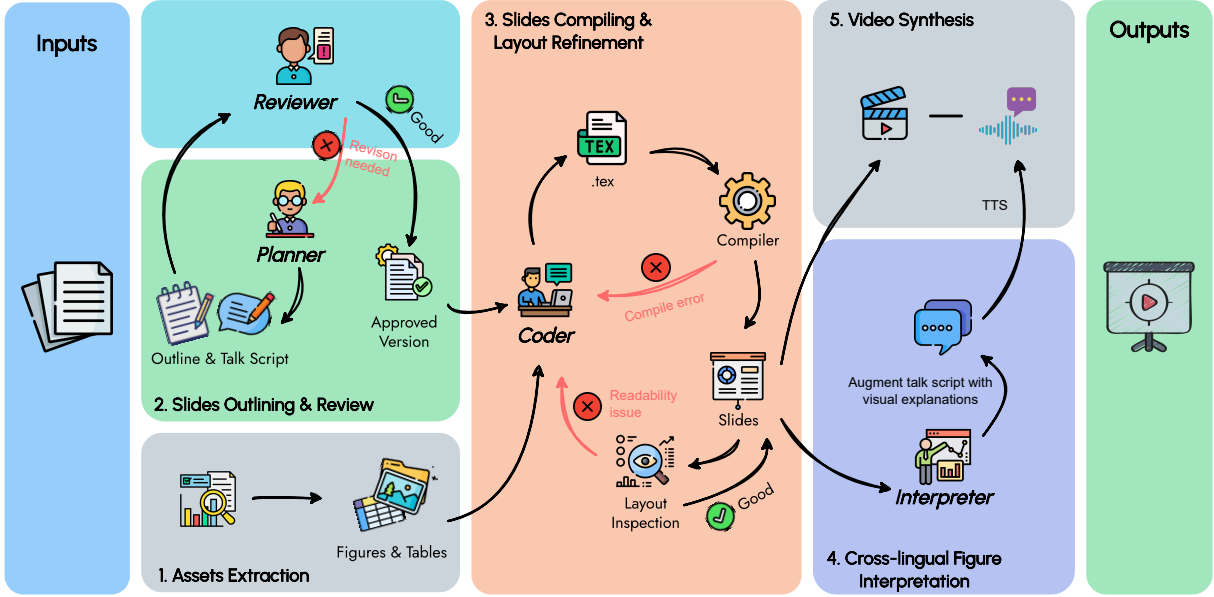 Inputs
Reviewer
Good
Revison
needed
Planner
Outline & Talk Script
Approved
Version
2. Slides Outlining & Review
Figures & Tables
1. Assets Extraction
3. Slides Compiling &
Layout Refinement
TEX
.tex
Compiler
Compile error
Coder
Readability
issue
Slides
Layout
Inspection
Good
5. Video Synthesis
TTS
Augment talk script with
visual explanations
Interpreter
4. Cross-lingual Figure
Interpretation
Outputs